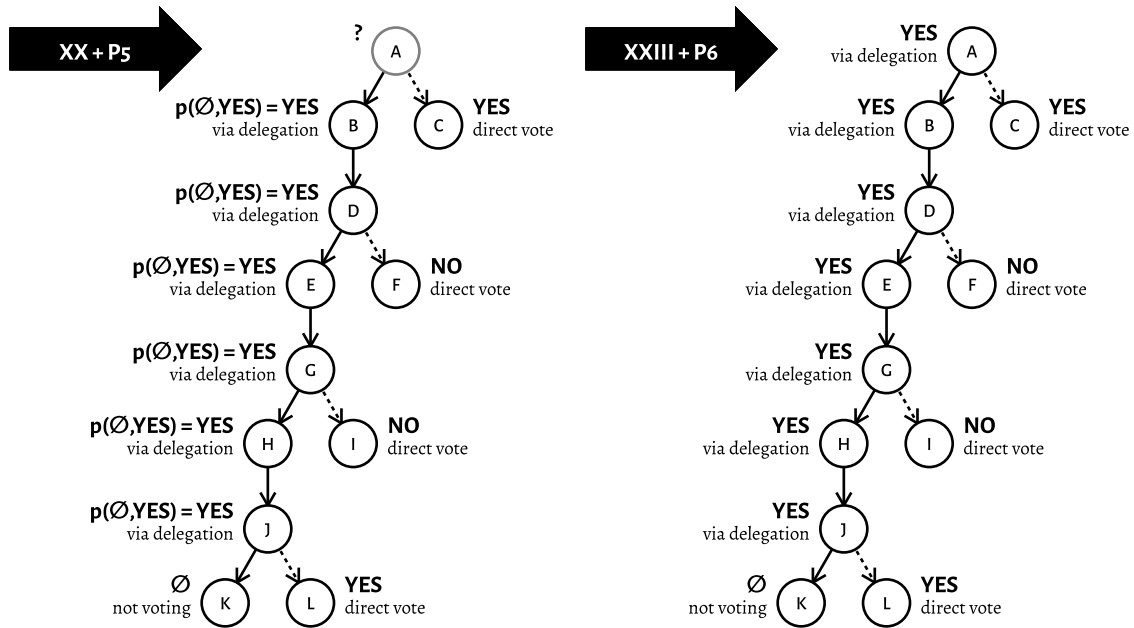 XX + P5
?
A
p(∅,YES) = YES
via delegation
B
C
YES
direct vote
p(∅,YES) = YES
via delegation
D
p(∅,YES) = YES
via delegation
E
F
NO
direct vote
p(∅,YES) = YES
via delegation
G
p(∅,YES) = YES
via delegation
H
I
NO
direct vote
p(∅,YES) = YES
via delegation
J
∅
not voting
K
L
YES
direct vote
XXIII + P6
YES
via delegation
A
YES
via delegation
B
C
YES
direct vote
YES
via delegation
D
YES
via delegation
E
F
NO
direct vote
YES
via delegation
G
YES
via delegation
H
I
NO
direct vote
YES
via delegation
J
∅
not voting
K
L
YES
direct vote